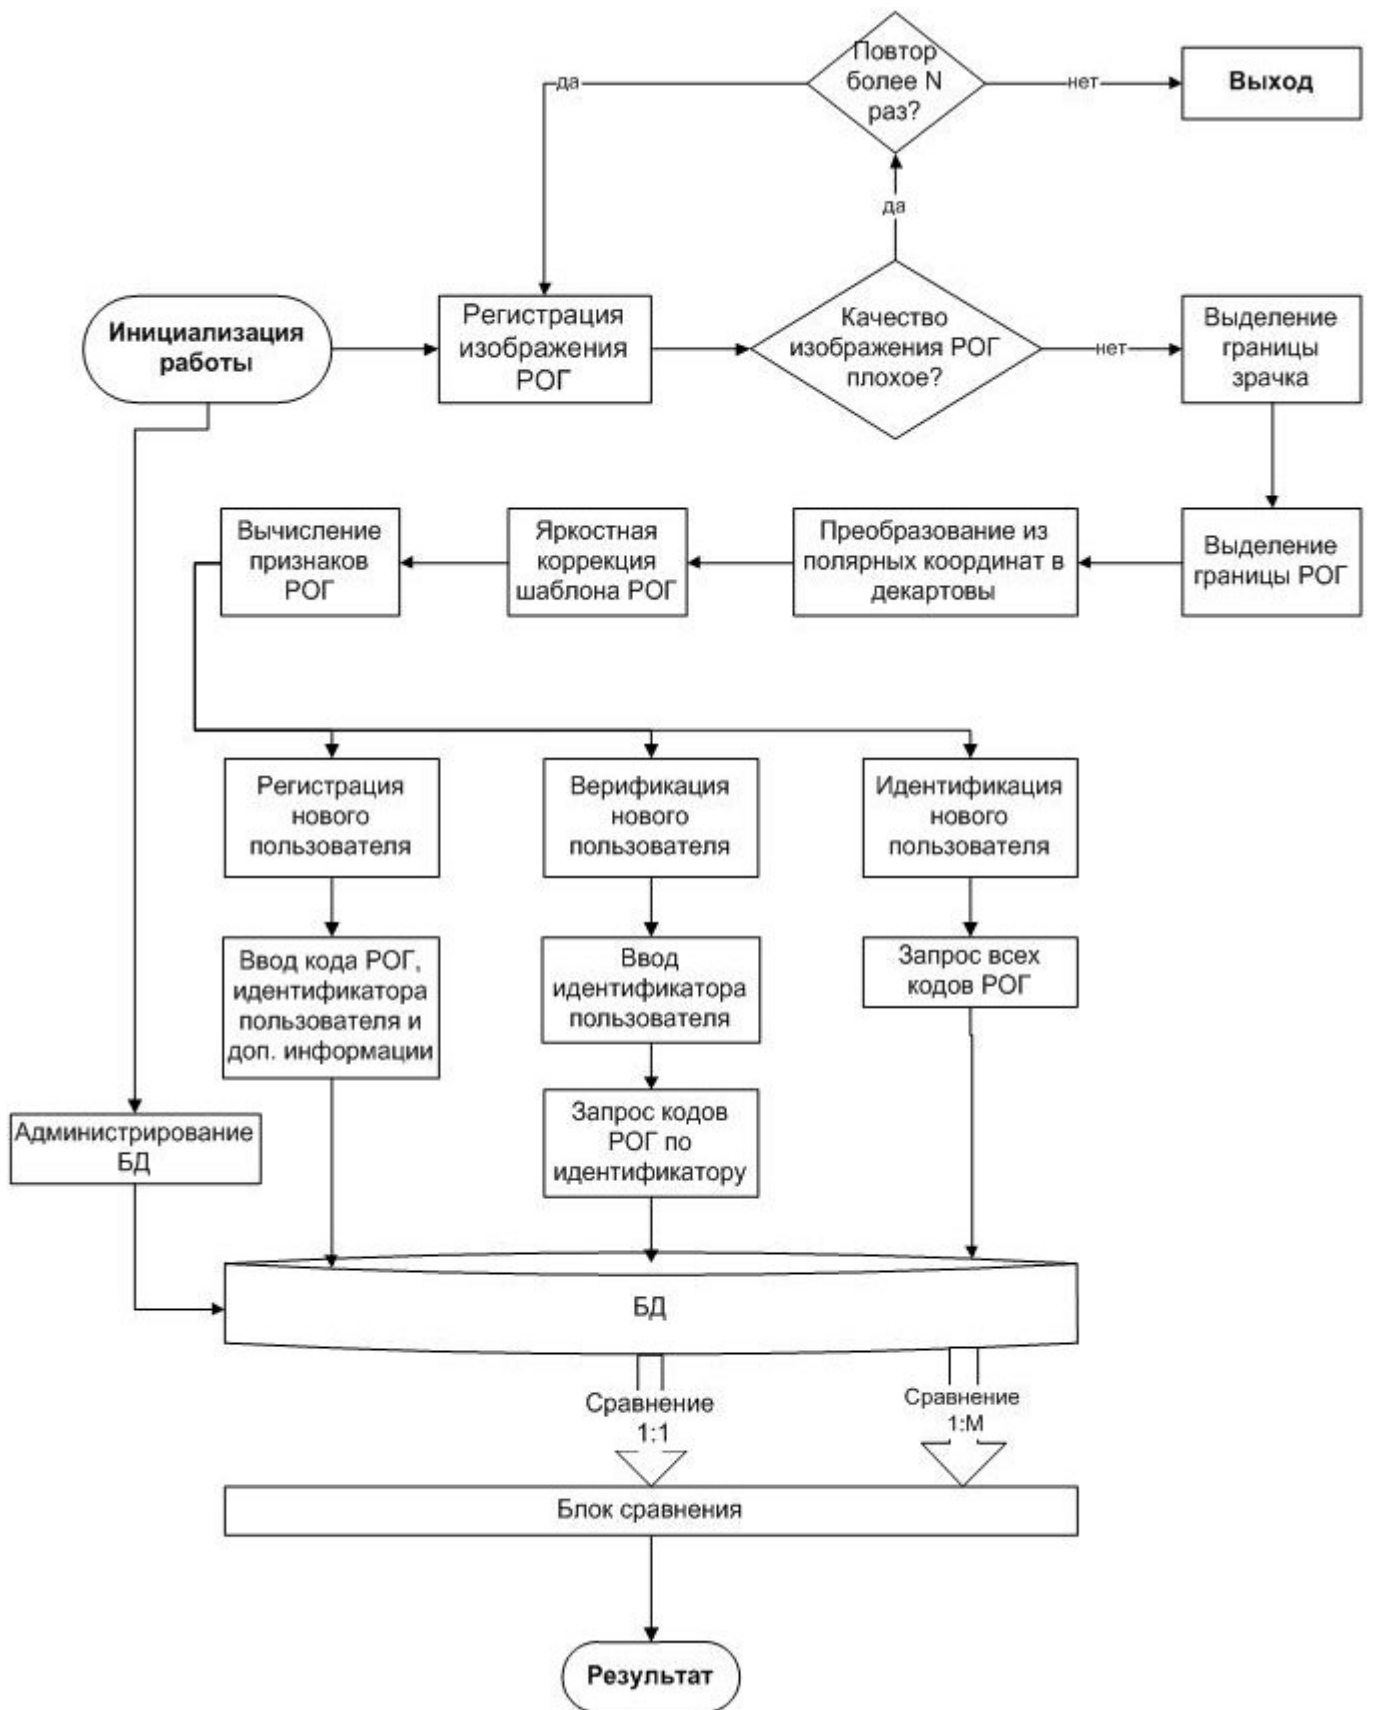 Повтор
более N
раз?
да
нет
Выход
да
Инициализация
работы
Регистрация
изображения
РОГ
Качество
изображения РОГ
плохое?
нет
Выделение
границы
зрачка
Вычисление
признаков
РОГ
Яркостная
коррекция
шаблона РОГ
Преобразование из
полярных координат в
декартовы
Выделение
границы РОГ
Регистрация
нового
пользователя
Верификация
нового
пользователя
Идентификация
нового
пользователя
Ввод кода РОГ,
идентификатора
пользователя и
доп. информации
Ввод
идентификатора
пользователя
Запрос всех
кодов РОГ
Администрирование
БД
Запрос кодов
РОГ по
идентификатору
БД
Сравнение
1:1
Сравнение
1:М
Блок сравнения
Результат